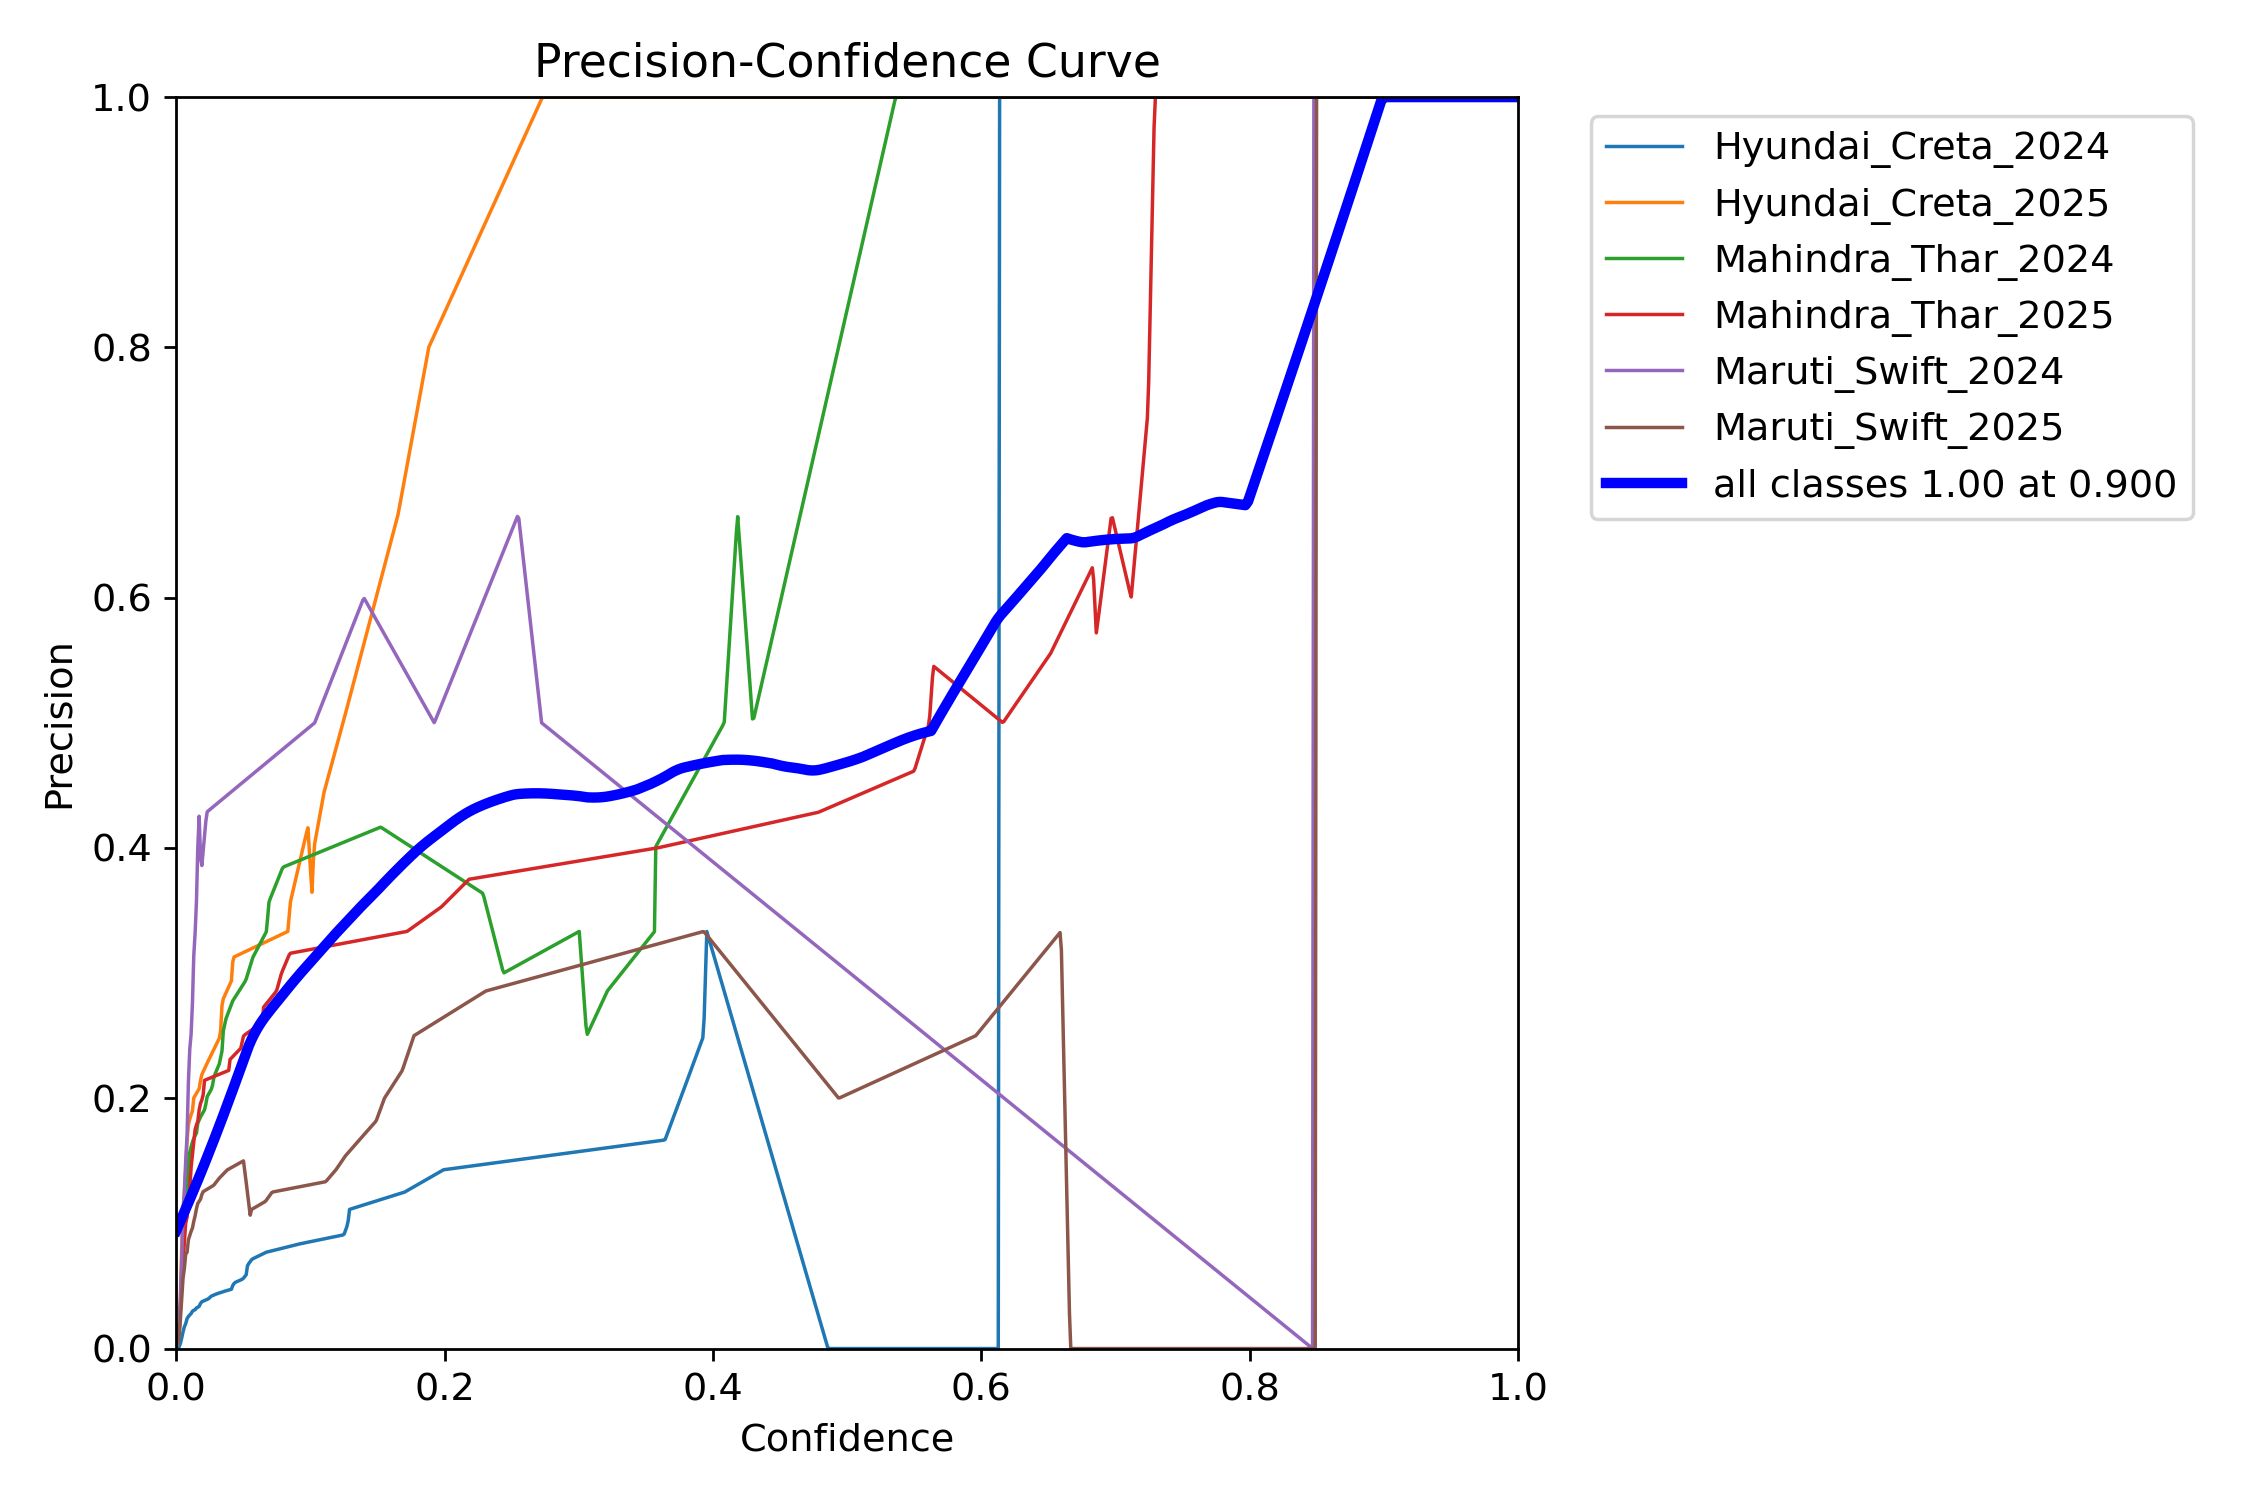 Precision-Confidence Curve
1.0
0.8
0.6
0.4
0.2
0.0
Precision
0.0 0.2 0.4 0.6 0.8 1.0
Confidence
Hyundai_Creta_2024
Hyundai_Creta_2025
Mahindra_Thar_2024
Mahindra_Thar_2025
Maruti_Swift_2024
Maruti_Swift_2025
all classes 1.00 at 0.900